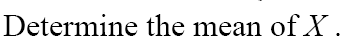 Determine the mean of X .